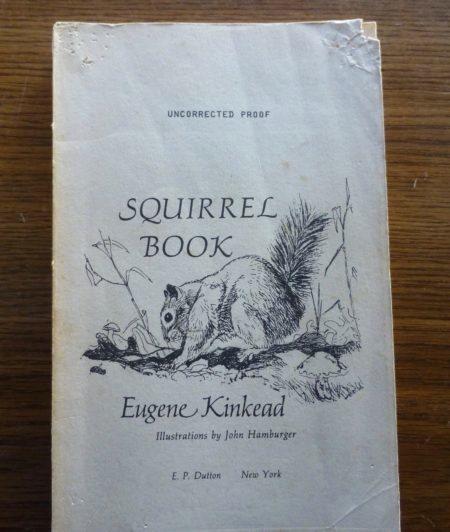 UNCORRECTED PROOF
SQUIRREL
BOOK
Eugene Kinkead
Illustrations by John Hamburger
E. P. Dutton New York